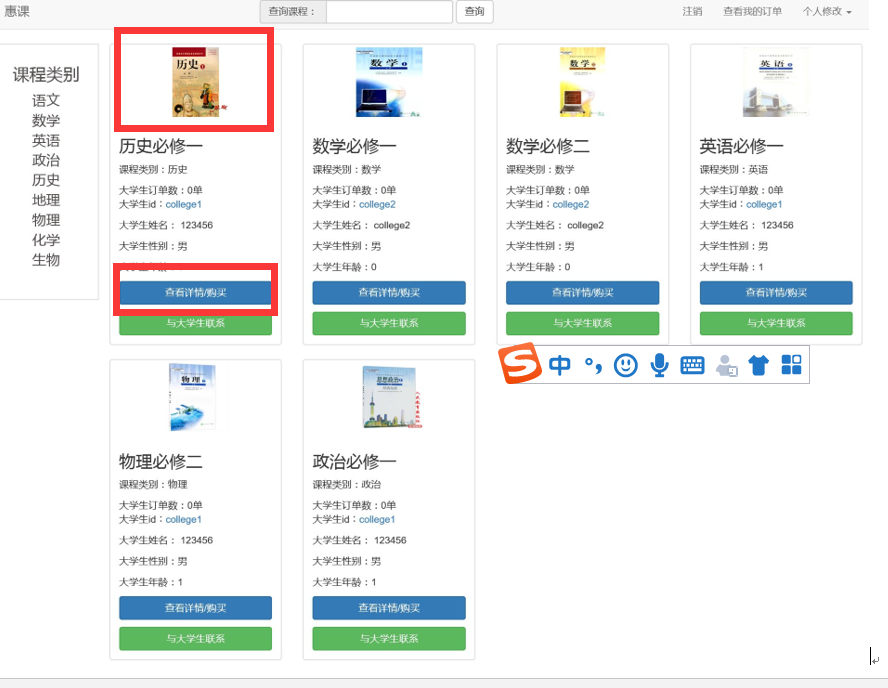 惠课
查询课程：
查询
注销
查看我的订单
个人修改
课程类别
语文
数学
英语
政治
历史
地理
物理
化学
生物
历史
历史必修一
课程类别：历史
大学生订单数：0单
大学生id：college1
大学生姓名： 123456
大学生性别：男
查看详情/购买
与大学生联系
数学
数学必修一
课程类别：数学
大学生订单数：0单
大学生id：college2
大学生姓名： college2
大学生性别：男
大学生年龄：0
查看详情/购买
与大学生联系
数学
数学必修二
课程类别：数学
大学生订单数：0单
大学生id：college2
大学生姓名： college2
大学生性别：男
大学生年龄：0
查看详情/购买
与大学生联系
英语
英语必修一
课程类别：英语
大学生订单数：0单
大学生id：college1
大学生姓名： 123456
大学生性别：男
大学生年龄：1
查看详情/购买
与大学生联系
S 中
物理
物理必修二
课程类别：物理
大学生订单数：0单
大学生id：college1
大学生姓名： 123456
大学生性别：男
大学生年龄：1
查看详情/购买
与大学生联系
思想政治
政治必修一
课程类别：政治
大学生订单数：0单
大学生id：college1
大学生姓名： 123456
大学生性别：男
大学生年龄：1
查看详情/购买
与大学生联系